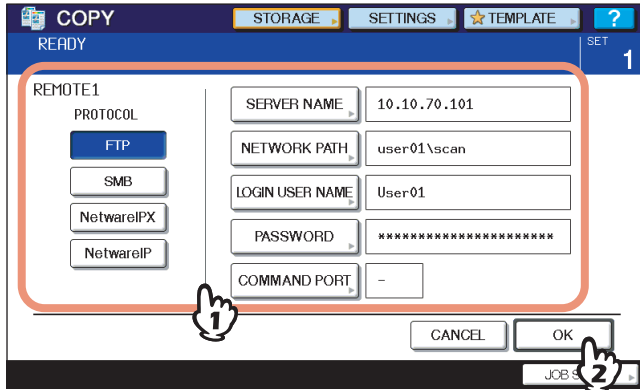 COPY STORAGE SETTINGS TEMPLATE ?
READY SET 1
REMOTE1
PROTOCOL
FTP
SMB
NetwareIPX
NetwareIP
SERVER NAME 10.10.70.101
NETWORK PATH user01\scan
LOGIN USER NAME User01
PASSWORD **********************
COMMAND PORT -
1
CANCEL OK
JOB S
2